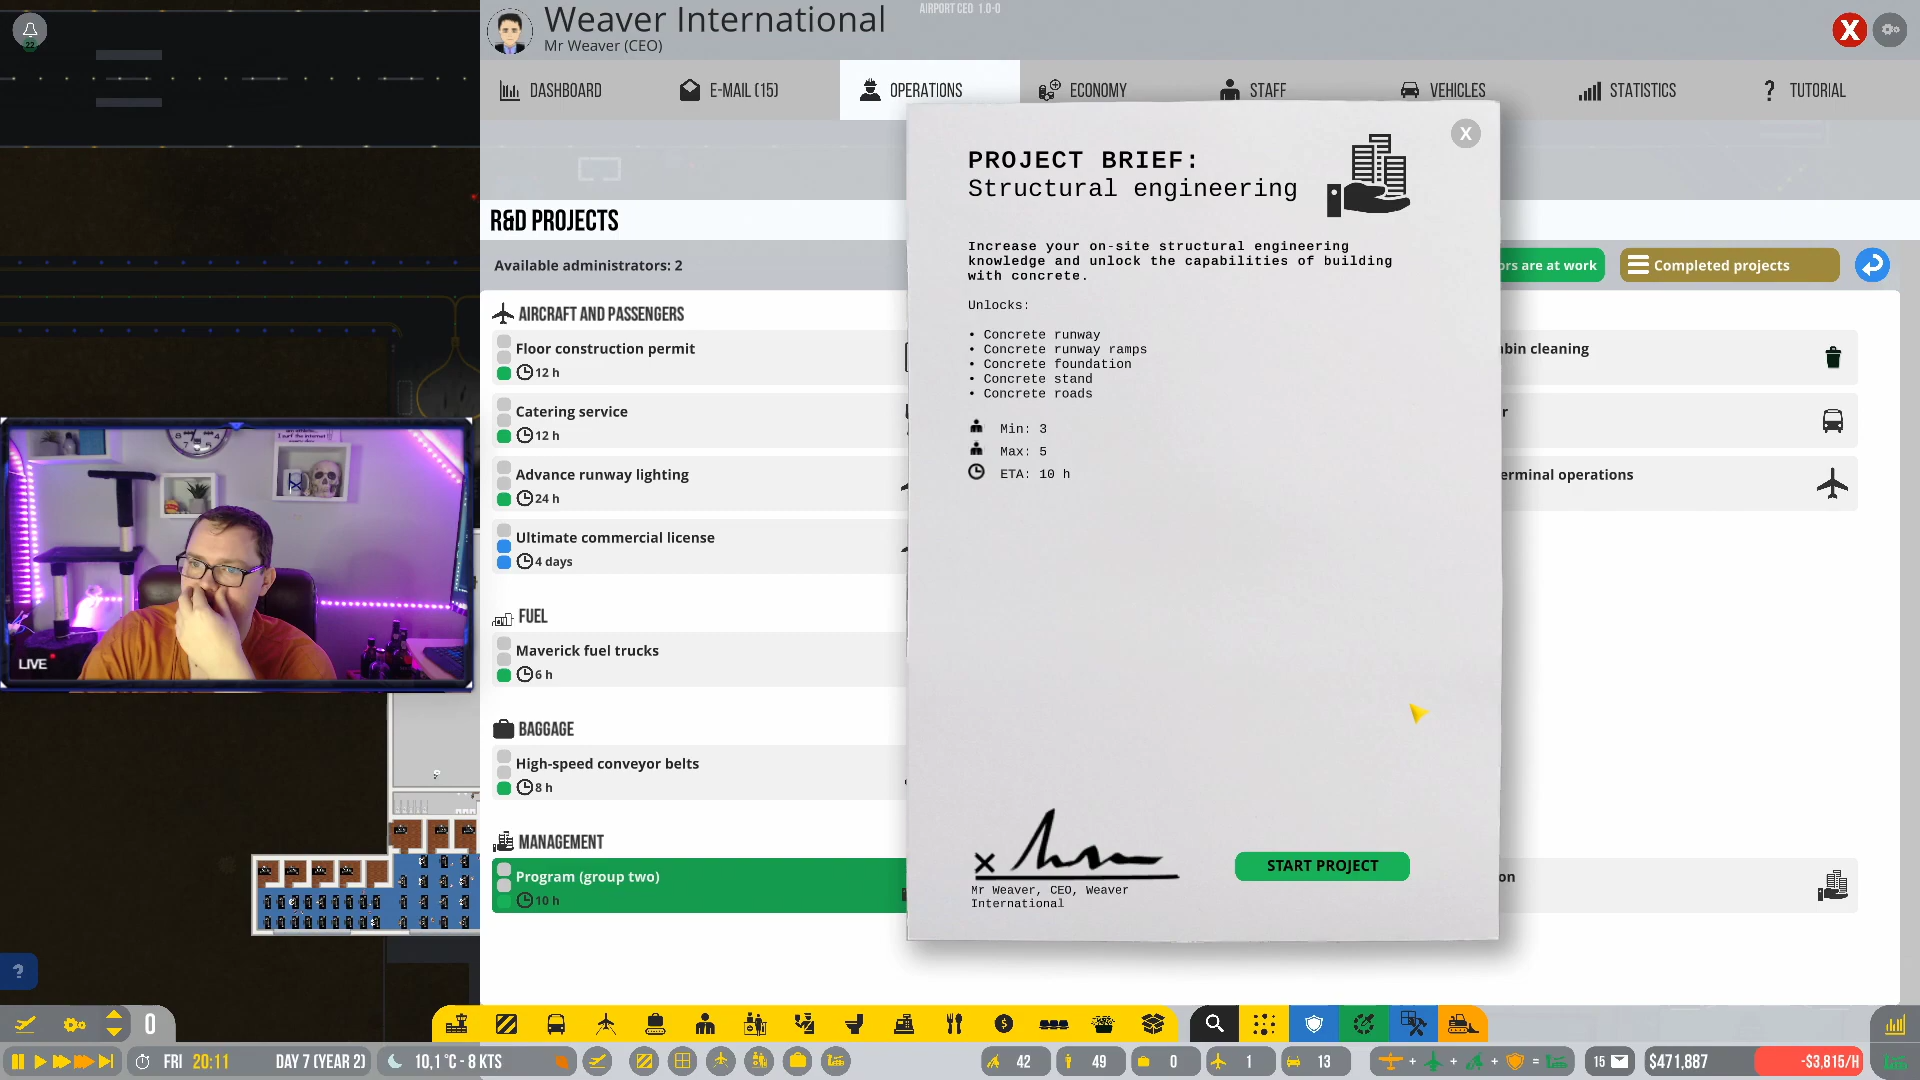 Weaver International
AIRPORT CEO 1.0-0
Mr Weaver (CEO)
22
X
DASHBOARD
E-MAIL (15)
OPERATIONS
ECONOMY
STAFF
VEHICLES
STATISTICS
? TUTORIAL
PROJECT BRIEF:
Structural engineering
X
R&D PROJECTS
Available administrators: 2
ors are at work
Completed projects
Increase your on-site structural engineering
knowledge and unlock the capabilities of building
with concrete.
Unlocks:
• Concrete runway
• Concrete runway ramps
• Concrete foundation
• Concrete stand
• Concrete roads
Min: 3
Max: 5
ETA: 10 h
AIRCRAFT AND PASSENGERS
Floor construction permit
12 h
Catering service
12 h
Advance runway lighting
24 h
Ultimate commercial license
4 days
FUEL
Maverick fuel trucks
6 h
BAGGAGE
High-speed conveyor belts
8 h
MANAGEMENT
Program (group two)
10 h
bin cleaning
r
erminal operations
on
START PROJECT
Mr Weaver, CEO, Weaver
International
LIVE
?
0
FRI 20:11
DAY 7 (YEAR 2)
10,1°C - 8 KTS
42
49
0
1
13
+ + + =
15
$471,887
-$3,815/H